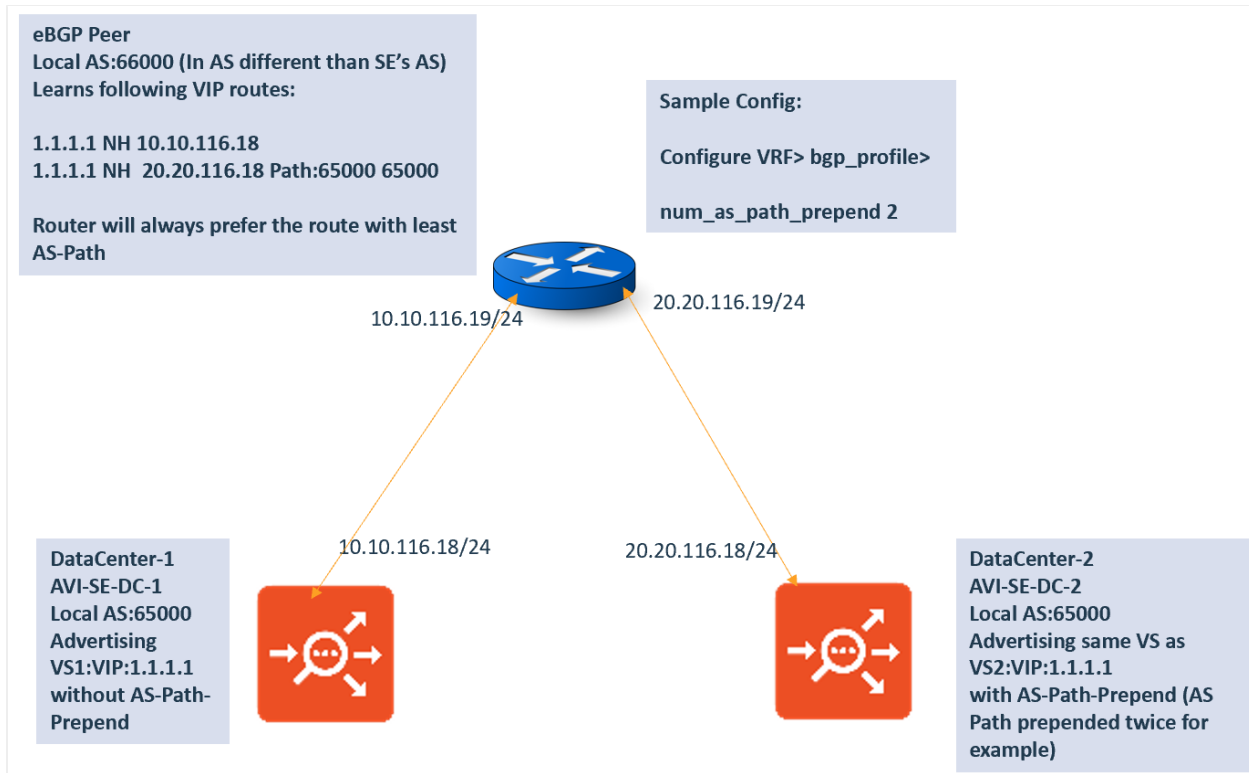 eBGP Peer
Local AS:66000 (In AS different than SE’s AS)
Learns following VIP routes:
1.1.1.1 NH 10.10.116.18
1.1.1.1 NH  20.20.116.18 Path:65000 65000
Router will always prefer the route with least
AS-Path
Sample Config:
Configure VRF> bgp_profile>
num_as_path_prepend 2
10.10.116.19/24
20.20.116.19/24
10.10.116.18/24
20.20.116.18/24
DataCenter-1
AVI-SE-DC-1
Local AS:65000
Advertising
VS1:VIP:1.1.1.1
without AS-Path-
Prepend
DataCenter-2
AVI-SE-DC-2
Local AS:65000
Advertising same VS as
VS2:VIP:1.1.1.1
with AS-Path-Prepend (AS
Path prepended twice for
example)